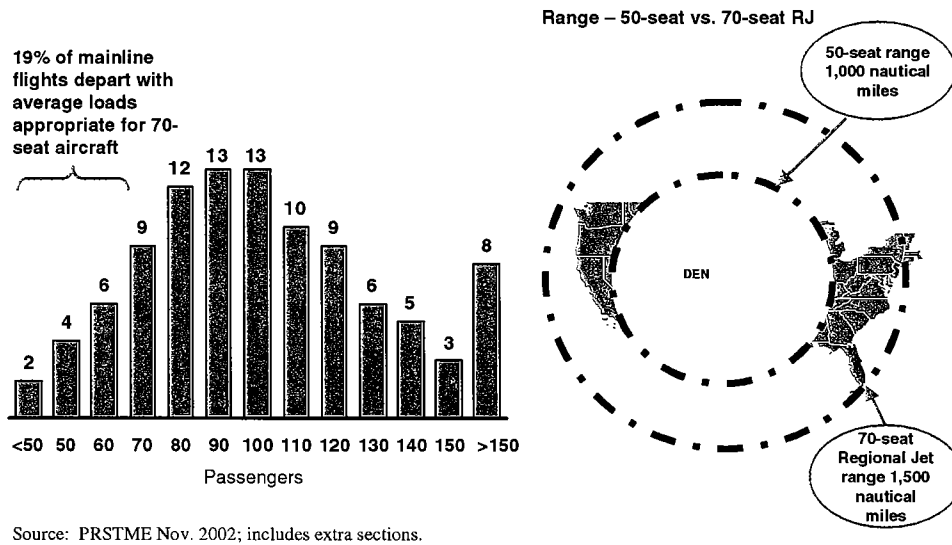 Range – 50-seat vs. 70-seat RJ
19% of mainline
flights depart with
average loads
appropriate for 70-
seat aircraft
50-seat range
1,000 nautical
miles
2
4
6
9
12
13
13
10
9
6
5
3
8
<50 50 60 70 80 90 100 110 120 130 140 150 >150
Passengers
DEN
70-seat
Regional Jet
range 1,500
nautical
miles
Source: PRSTME Nov. 2002; includes extra sections.